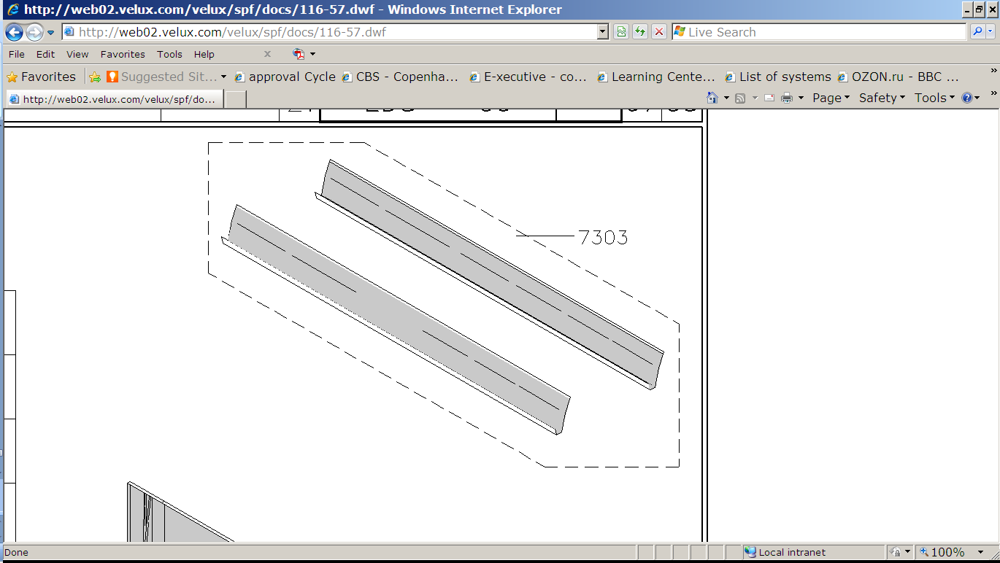 http://web02.velux.com/velux/spf/docs/116-57.dwf - Windows Internet Explorer
http://web02.velux.com/velux/spf/docs/116-57.dwf Live Search
File Edit View Favorites Tools Help x
Favorites Suggested Sit... approval Cycle CBS - Copenha... E-xecutive - co... Learning Cente... List of systems OZON.ru - BBC ...
http://web02.velux.com/velux/spf/do... Page Safety Tools
7303
Done Local intranet 100%